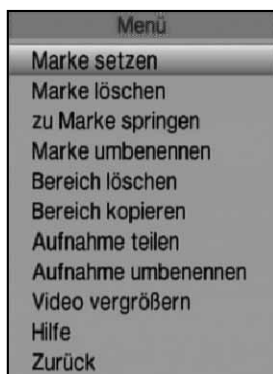 Menü
Marke setzen
Marke löschen
zu Marke springen
Marke umbenennen
Bereich löschen
Bereich kopieren
Aufnahme teilen
Aufnahme umbenennen
Video vergrößern
Hilfe
Zurück